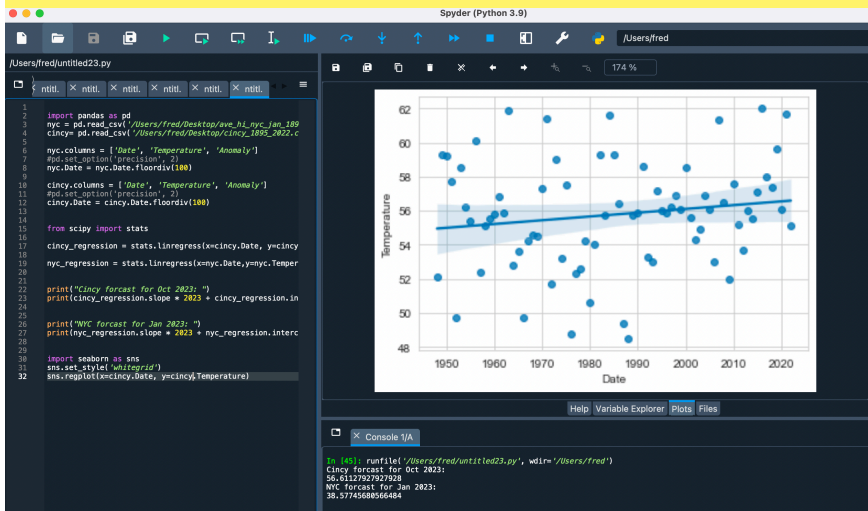 Spyder (Python 3.9)
/Users/fred
/Users/fred/untitled23.py
ntitl.
ntitl.
ntitl.
ntitl.
ntitl.
ntitl.
1
2 import pandas as pd
3 nyc = pd.read_csv('/Users/fred/Desktop/ave_hi_nyc_jan_189
4 cincy= pd.read_csv('/Users/fred/Desktop/cincy_1895_2022.c
5
6 nyc.columns = ['Date', 'Temperature', 'Anomaly']
7 #pd.set_option('precision', 2)
8 nyc.Date = nyc.Date.floordiv(100)
9
10 cincy.columns = ['Date', 'Temperature', 'Anomaly']
11 #pd.set_option('precision', 2)
12 cincy.Date = cincy.Date.floordiv(100)
13
14
15 from scipy import stats
16
17 cincy_regression = stats.linregress(x=cincy.Date, y=cincy
18
19 nyc_regression = stats.linregress(x=nyc.Date,y=nyc.Temper
20
21
22 print("Cincy forcast for Oct 2023: ")
23 print(cincy_regression.slope * 2023 + cincy_regression.in
24
25
26 print("NYC forcast for Jan 2023: ")
27 print(nyc_regression.slope * 2023 + nyc_regression.interc
28
29
30 import seaborn as sns
31 sns.set_style('whitegrid')
32 sns.regplot(x=cincy.Date, y=cincy.Temperature)
174 %
62
60
58
56
54
52
50
48
Temperature
1950 1960 1970 1980 1990 2000 2010 2020
Date
Help Variable Explorer Plots Files
Console 1/A
In [45]: runfile('/Users/fred/untitled23.py', wdir='/Users/fred')
Cincy forcast for Oct 2023:
56.61127927927928
NYC forcast for Jan 2023:
38.57745680566484